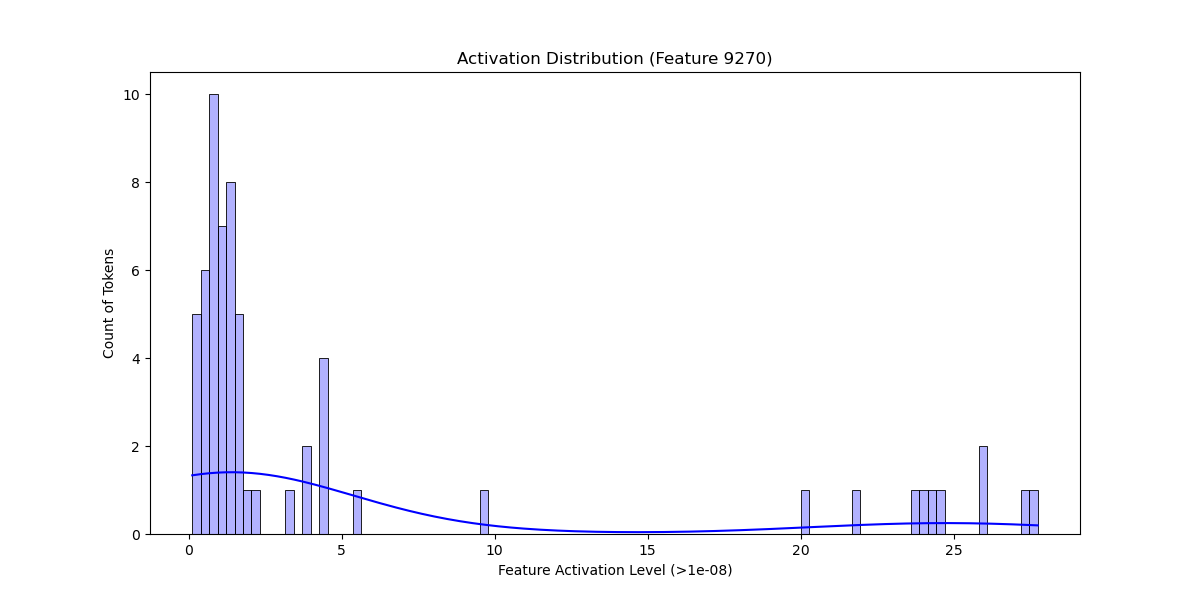 Activation Distribution (Feature 9270)
10
8
6
4
2
0
Count of Tokens
0 5 10 15 20 25
Feature Activation Level (>1e-08)